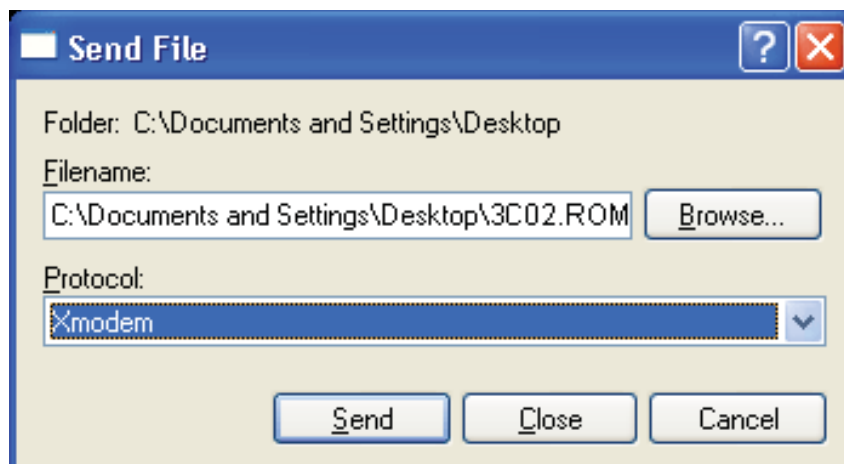 Send File
Folder: C:\Documents and Settings\Desktop
Filename:
C:\Documents and Settings\Desktop\3C02.ROM
Browse...
Protocol:
Xmodem
Send
Close
Cancel